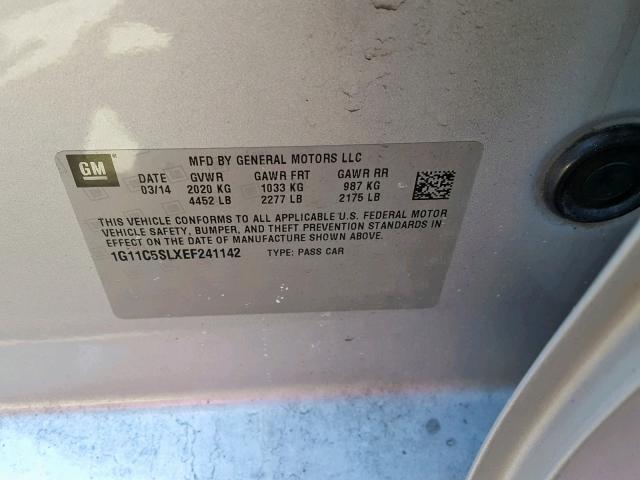 GM MFD BY GENERAL MOTORS LLC
DATE GVWR GAWR FRT GAWR RR
03/14 2020 KG 1033 KG 987 KG
4452 LB 2277 LB 2175 LB
THIS VEHICLE CONFORMS TO ALL APPLICABLE U.S. FEDERAL MOTOR
VEHICLE SAFETY, BUMPER, AND THEFT PREVENTION STANDARDS IN
EFFECT ON THE DATE OF MANUFACTURE SHOWN ABOVE.
1G11C5SLXEF241142 TYPE: PASS CAR